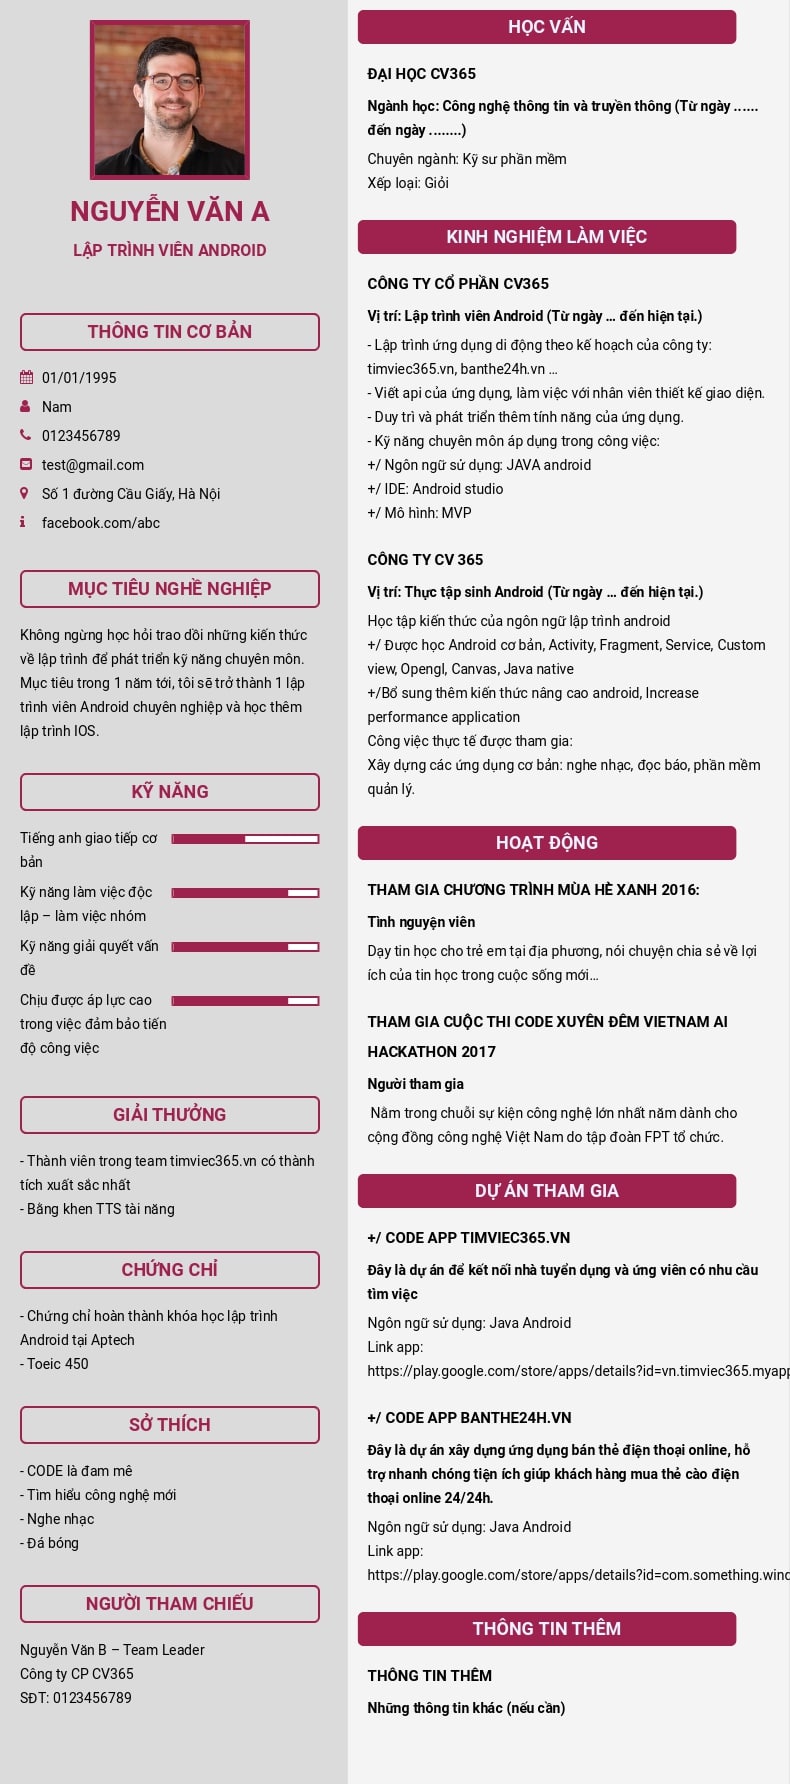 NGUYỄN VĂN A
LẬP TRÌNH VIÊN ANDROID
THÔNG TIN CƠ BẢN
01/01/1995
Nam
0123456789
test@gmail.com
Số 1 đường Cầu Giấy, Hà Nội
facebook.com/abc
MỤC TIÊU NGHỀ NGHIỆP
Không ngừng học hỏi trao dồi những kiến thức
về lập trình để phát triển kỹ năng chuyên môn.
Mục tiêu trong 1 năm tới, tôi sẽ trở thành 1 lập
trình viên Android chuyên nghiệp và học thêm
lập trình IOS.
KỸ NĂNG
Tiếng anh giao tiếp cơ
bản
Kỹ năng làm việc độc
lập – làm việc nhóm
Kỹ năng giải quyết vấn
đề
Chịu được áp lực cao
trong việc đảm bảo tiến
độ công việc
GIẢI THƯỞNG
- Thành viên trong team timviec365.vn có thành
tích xuất sắc nhất
- Bằng khen TTS tài năng
CHỨNG CHỈ
- Chứng chỉ hoàn thành khóa học lập trình
Android tại Aptech
- Toeic 450
SỞ THÍCH
- CODE là đam mê
- Tìm hiểu công nghệ mới
- Nghe nhạc
- Đá bóng
NGƯỜI THAM CHIẾU
Nguyễn Văn B – Team Leader
Công ty CP CV365
SĐT: 0123456789
HỌC VẤN
ĐẠI HỌC CV365
Ngành học: Công nghệ thông tin và truyền thông (Từ ngày ......
đến ngày ........)
Chuyên ngành: Kỹ sư phần mềm
Xếp loại: Giỏi
KINH NGHIỆM LÀM VIỆC
CÔNG TY CỔ PHẦN CV365
Vị trí: Lập trình viên Android (Từ ngày ... đến hiện tại.)
- Lập trình ứng dụng di động theo kế hoạch của công ty:
timviec365.vn, banthe24h.vn ...
- Viết api của ứng dụng, làm việc với nhân viên thiết kế giao diện.
- Duy trì và phát triển thêm tính năng của ứng dụng.
- Kỹ năng chuyên môn áp dụng trong công việc:
+/ Ngôn ngữ sử dụng: JAVA android
+/ IDE: Android studio
+/ Mô hình: MVP
CÔNG TY CV 365
Vị trí: Thực tập sinh Android (Từ ngày ... đến hiện tại.)
Học tập kiến thức của ngôn ngữ lập trình android
+/ Được học Android cơ bản, Activity, Fragment, Service, Custom
view, Opengl, Canvas, Java native
+/Bổ sung thêm kiến thức nâng cao android, Increase
performance application
Công việc thực tế được tham gia:
Xây dựng các ứng dụng cơ bản: nghe nhạc, đọc báo, phần mềm
quản lý.
HOẠT ĐỘNG
THAM GIA CHƯƠNG TRÌNH MÙA HÈ XANH 2016:
Tình nguyện viên
Dạy tin học cho trẻ em tại địa phương, nói chuyện chia sẻ về lợi
ích của tin học trong cuộc sống mới...
THAM GIA CUỘC THI CODE XUYÊN ĐÊM VIETNAM AI
HACKATHON 2017
Người tham gia
Nằm trong chuỗi sự kiện công nghệ lớn nhất năm dành cho
cộng đồng công nghệ Việt Nam do tập đoàn FPT tổ chức.
DỰ ÁN THAM GIA
+/ CODE APP TIMVIEC365.VN
Đây là dự án để kết nối nhà tuyển dụng và ứng viên có nhu cầu
tìm việc
Ngôn ngữ sử dụng: Java Android
Link app:
https://play.google.com/store/apps/details?id=vn.timviec365.myapp
+/ CODE APP BANTHE24H.VN
Đây là dự án xây dựng ứng dụng bán thẻ điện thoại online, hỗ
trợ nhanh chóng tiện ích giúp khách hàng mua thẻ cào điện
thoại online 24/24h.
Ngôn ngữ sử dụng: Java Android
Link app:
https://play.google.com/store/apps/details?id=com.something.wind
THÔNG TIN THÊM
THÔNG TIN THÊM
Những thông tin khác (nếu cần)